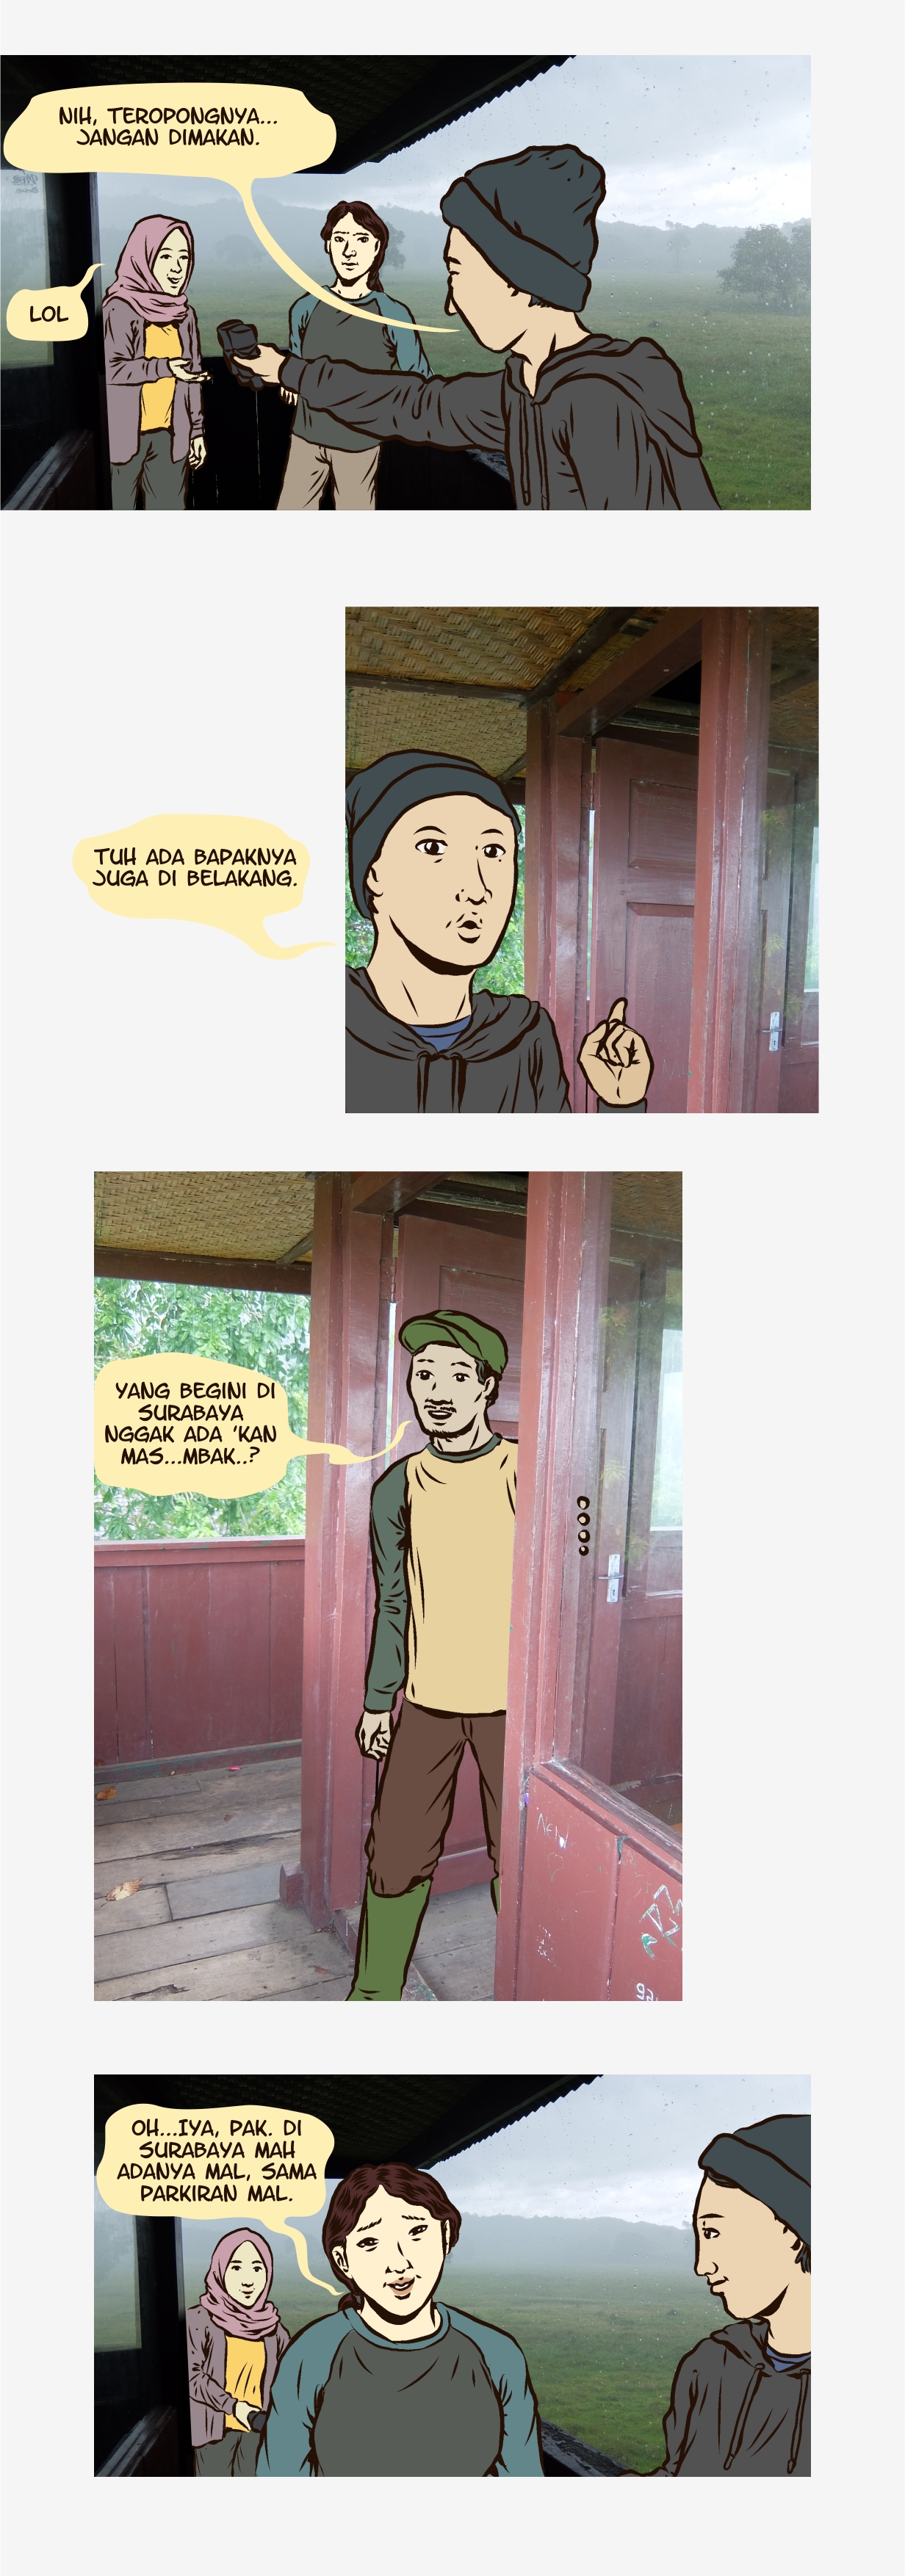 NIH, TEROPONGNYA...
JANGAN DIMAKAN.
LOL
TUH ADA BAPAKNYA
JUGA DI BELAKANG.
YANG BEGINI DI
SURABAYA
NGGAK ADA 'KAN
MAS...MBAK..?
OH...IYA, PAK. DI
SURABAYA MAH
ADANYA MAL, SAMA
PARKIRAN MAL.